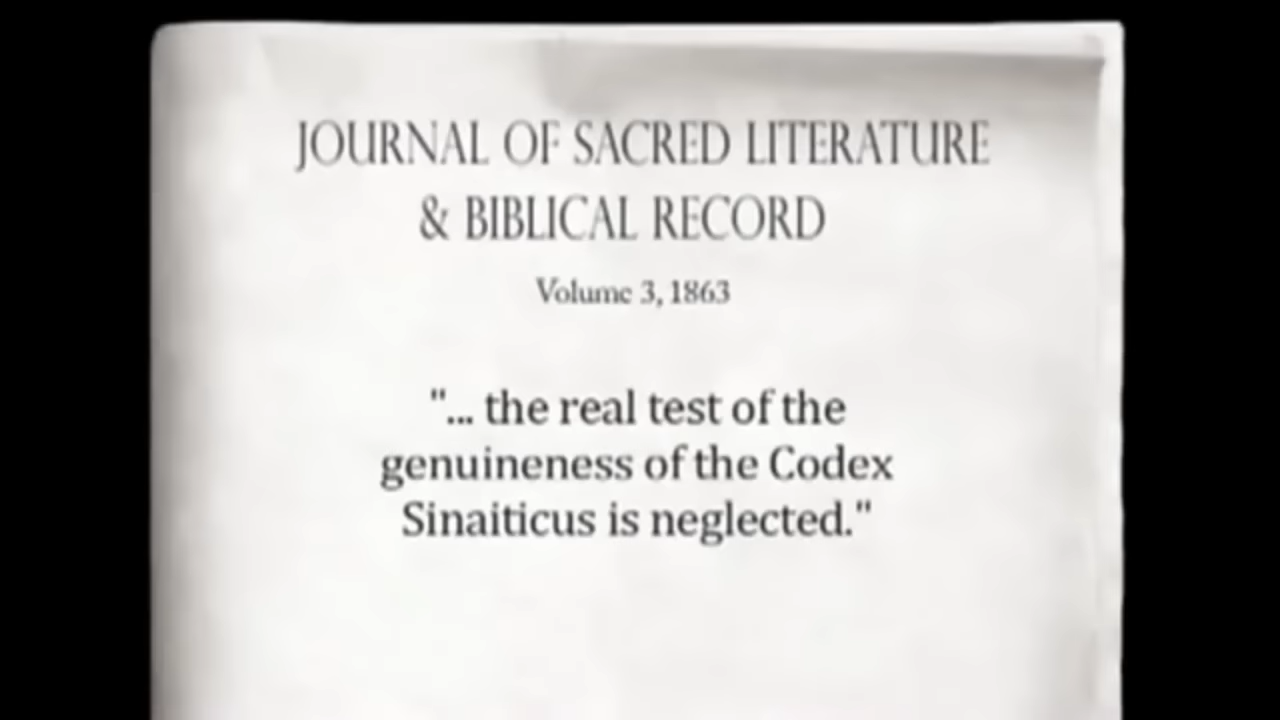 JOURNAL OF SACRED LITERATURE
& BIBLICAL RECORD
Volume 3, 1863
"... the real test of the
genuineness of the Codex
Sinaiticus is neglected."